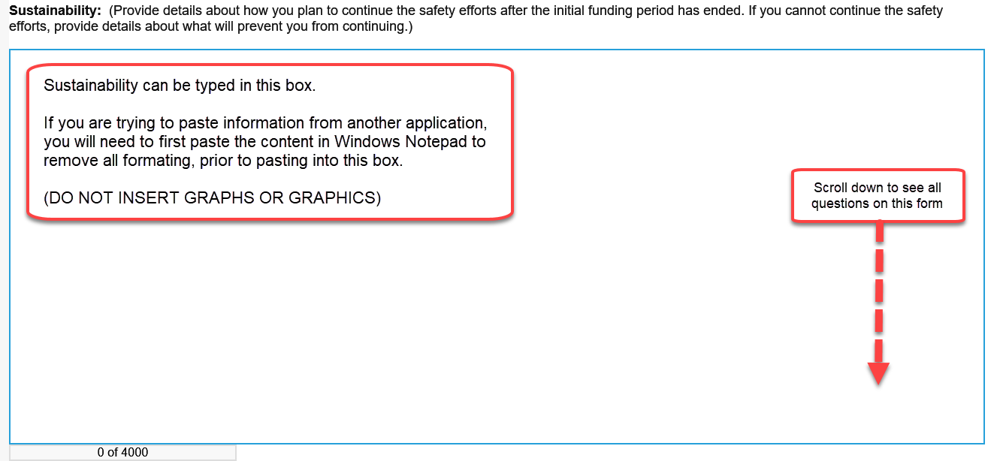 Sustainability: (Provide details about how you plan to continue the safety efforts after the initial funding period has ended. If you cannot continue the safety
efforts, provide details about what will prevent you from continuing.)
Sustainability can be typed in this box.
If you are trying to paste information from another application,
you will need to first paste the content in Windows Notepad to
remove all formating, prior to pasting into this box.
(DO NOT INSERT GRAPHS OR GRAPHICS)
Scroll down to see all
questions on this form
0 of 4000